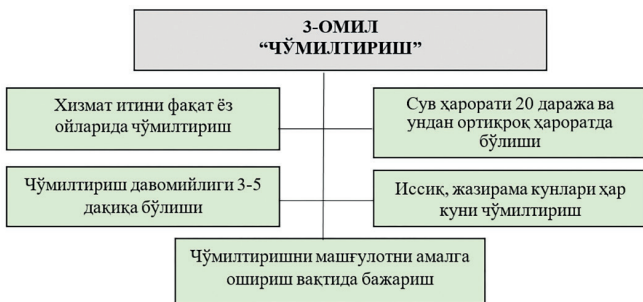 3-ОМИЛ
“ЧЎМИЛТИРИШ”
Хизмат итини фақат ёз
ойларида чўмилтириш
Сув ҳарорати 20 даража ва
ундан ортиқроқ ҳароратда
бўлиши
Чўмилтириш давомийлиги 3-5
дақиқа бўлиши
Иссиқ, жазирама кунлари ҳар
куни чўмилтириш
Чўмилтиришни машғулотни амалга
ошириш вақтида бажариш